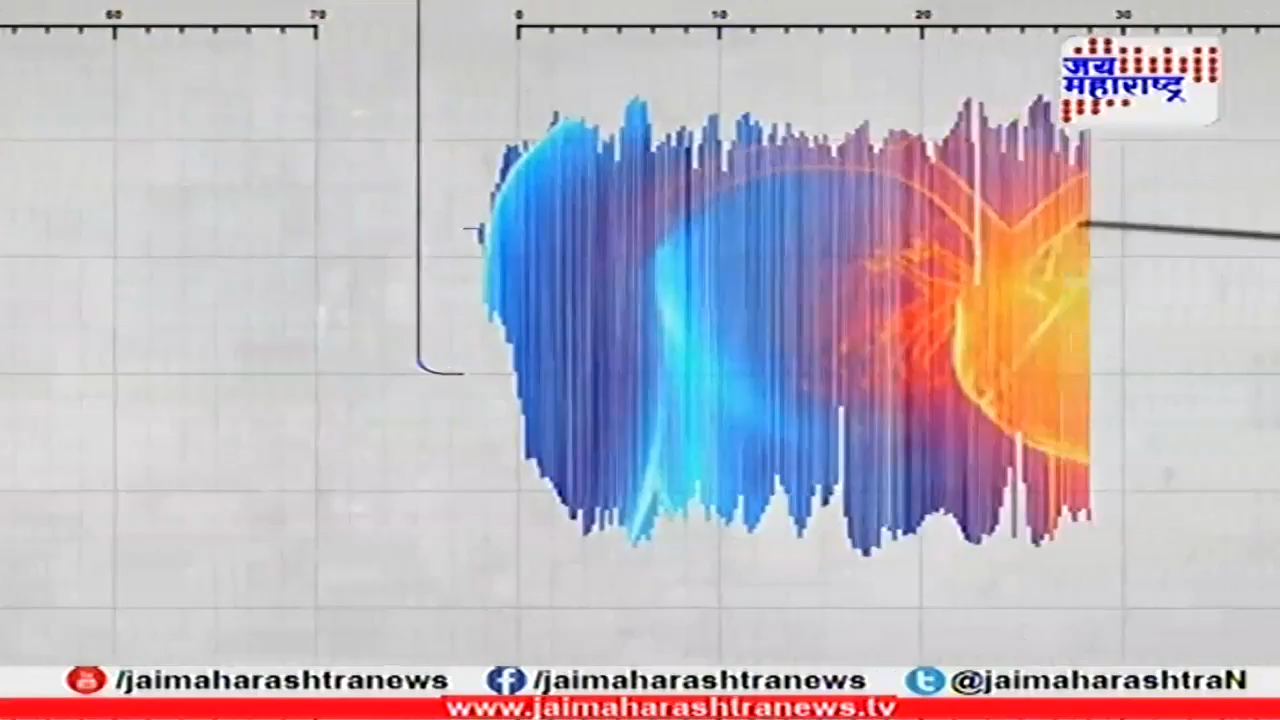 60 70 0 10 20 30
जय
महाराष्ट्र
/jaimaharashtranews /jaimaharashtranews @jaimaharashtraN
www.jaimaharashtranews.tv